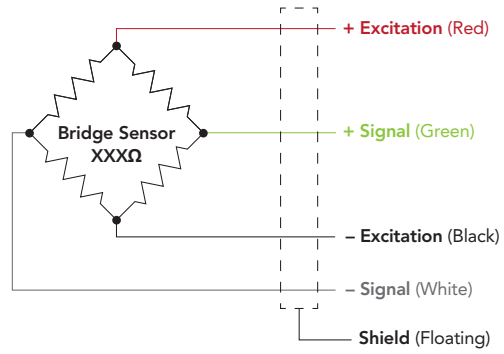 + Excitation (Red)
Bridge Sensor
XXXΩ
+ Signal (Green)
– Excitation (Black)
– Signal (White)
Shield (Floating)